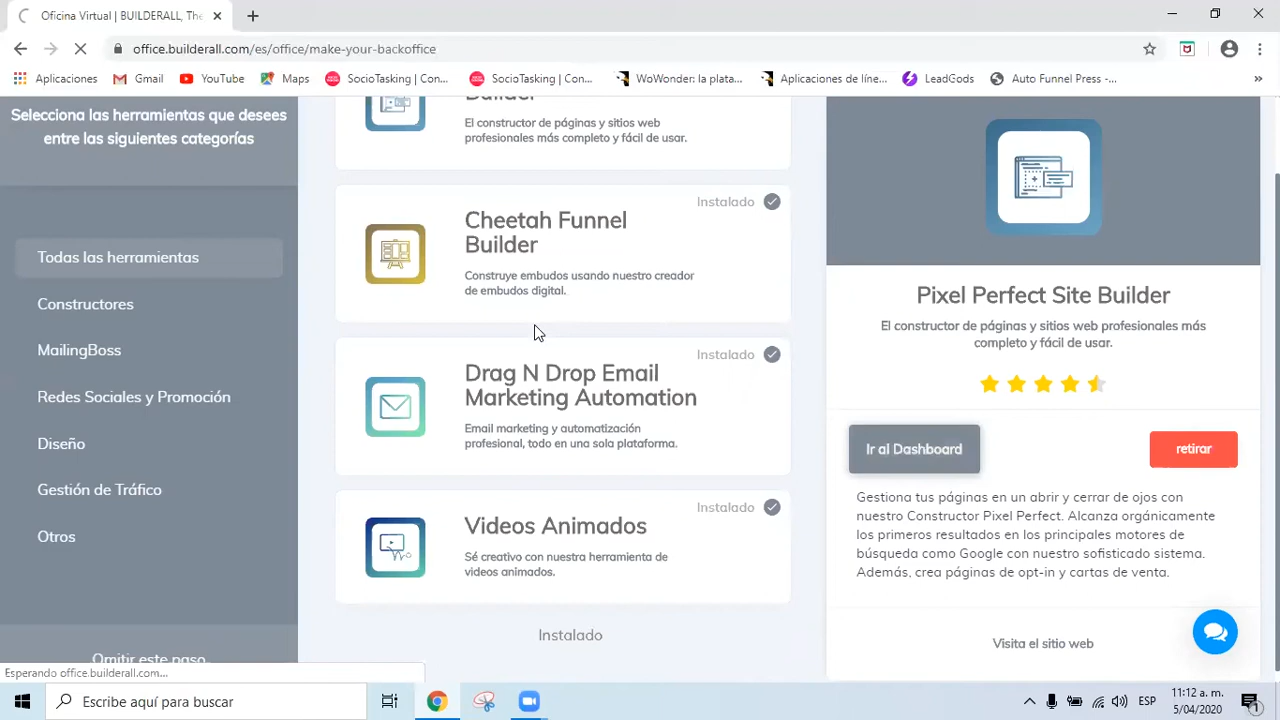 Oficina Virtual | BUILDERALL, The
office.builderall.com/es/office/make-your-backoffice
Aplicaciones
Gmail
YouTube
Maps
SocioTasking | Con...
SocioTasking | Con...
WoWonder: la plata...
Aplicaciones de líne...
LeadGods
Auto Funnel Press -...
»
Selecciona las herramientas que desees
entre las siguientes categorías
Todas las herramientas
Constructores
MailingBoss
Redes Sociales y Promoción
Diseño
Gestión de Tráfico
Otros
Omitir este paso
Esperando office.builderall.com...
Builder
El constructor de páginas y sitios web
profesionales más completo y fácil de usar.
Instalado
Cheetah Funnel
Builder
Construye embudos usando nuestro creador
de embudos digital.
Instalado
Drag N Drop Email
Marketing Automation
Email marketing y automatización
profesional, todo en una sola plataforma.
Instalado
Videos Animados
Sé creativo con nuestra herramienta de
videos animados.
Instalado
Pixel Perfect Site Builder
El constructor de páginas y sitios web profesionales más
completo y fácil de usar.
Ir al Dashboard
retirar
Gestiona tus páginas en un abrir y cerrar de ojos con
nuestro Constructor Pixel Perfect. Alcanza orgánicamente
los primeros resultados en los principales motores de
búsqueda como Google con nuestro sofisticado sistema.
Además, crea páginas de opt-in y cartas de venta.
Visita el sitio web
Escribe aquí para buscar
ESP
11:12 a. m.
5/04/2020
1